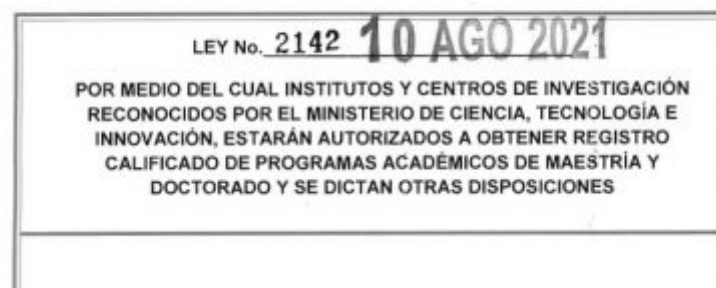 LEY No. 2142 10 AGO 2021
POR MEDIO DEL CUAL INSTITUTOS Y CENTROS DE INVESTIGACIÓN
RECONOCIDOS POR EL MINISTERIO DE CIENCIA, TECNOLOGÍA E
INNOVACIÓN, ESTARÁN AUTORIZADOS A OBTENER REGISTRO
CALIFICADO DE PROGRAMAS ACADÉMICOS DE MAESTRÍA Y
DOCTORADO Y SE DICTAN OTRAS DISPOSICIONES